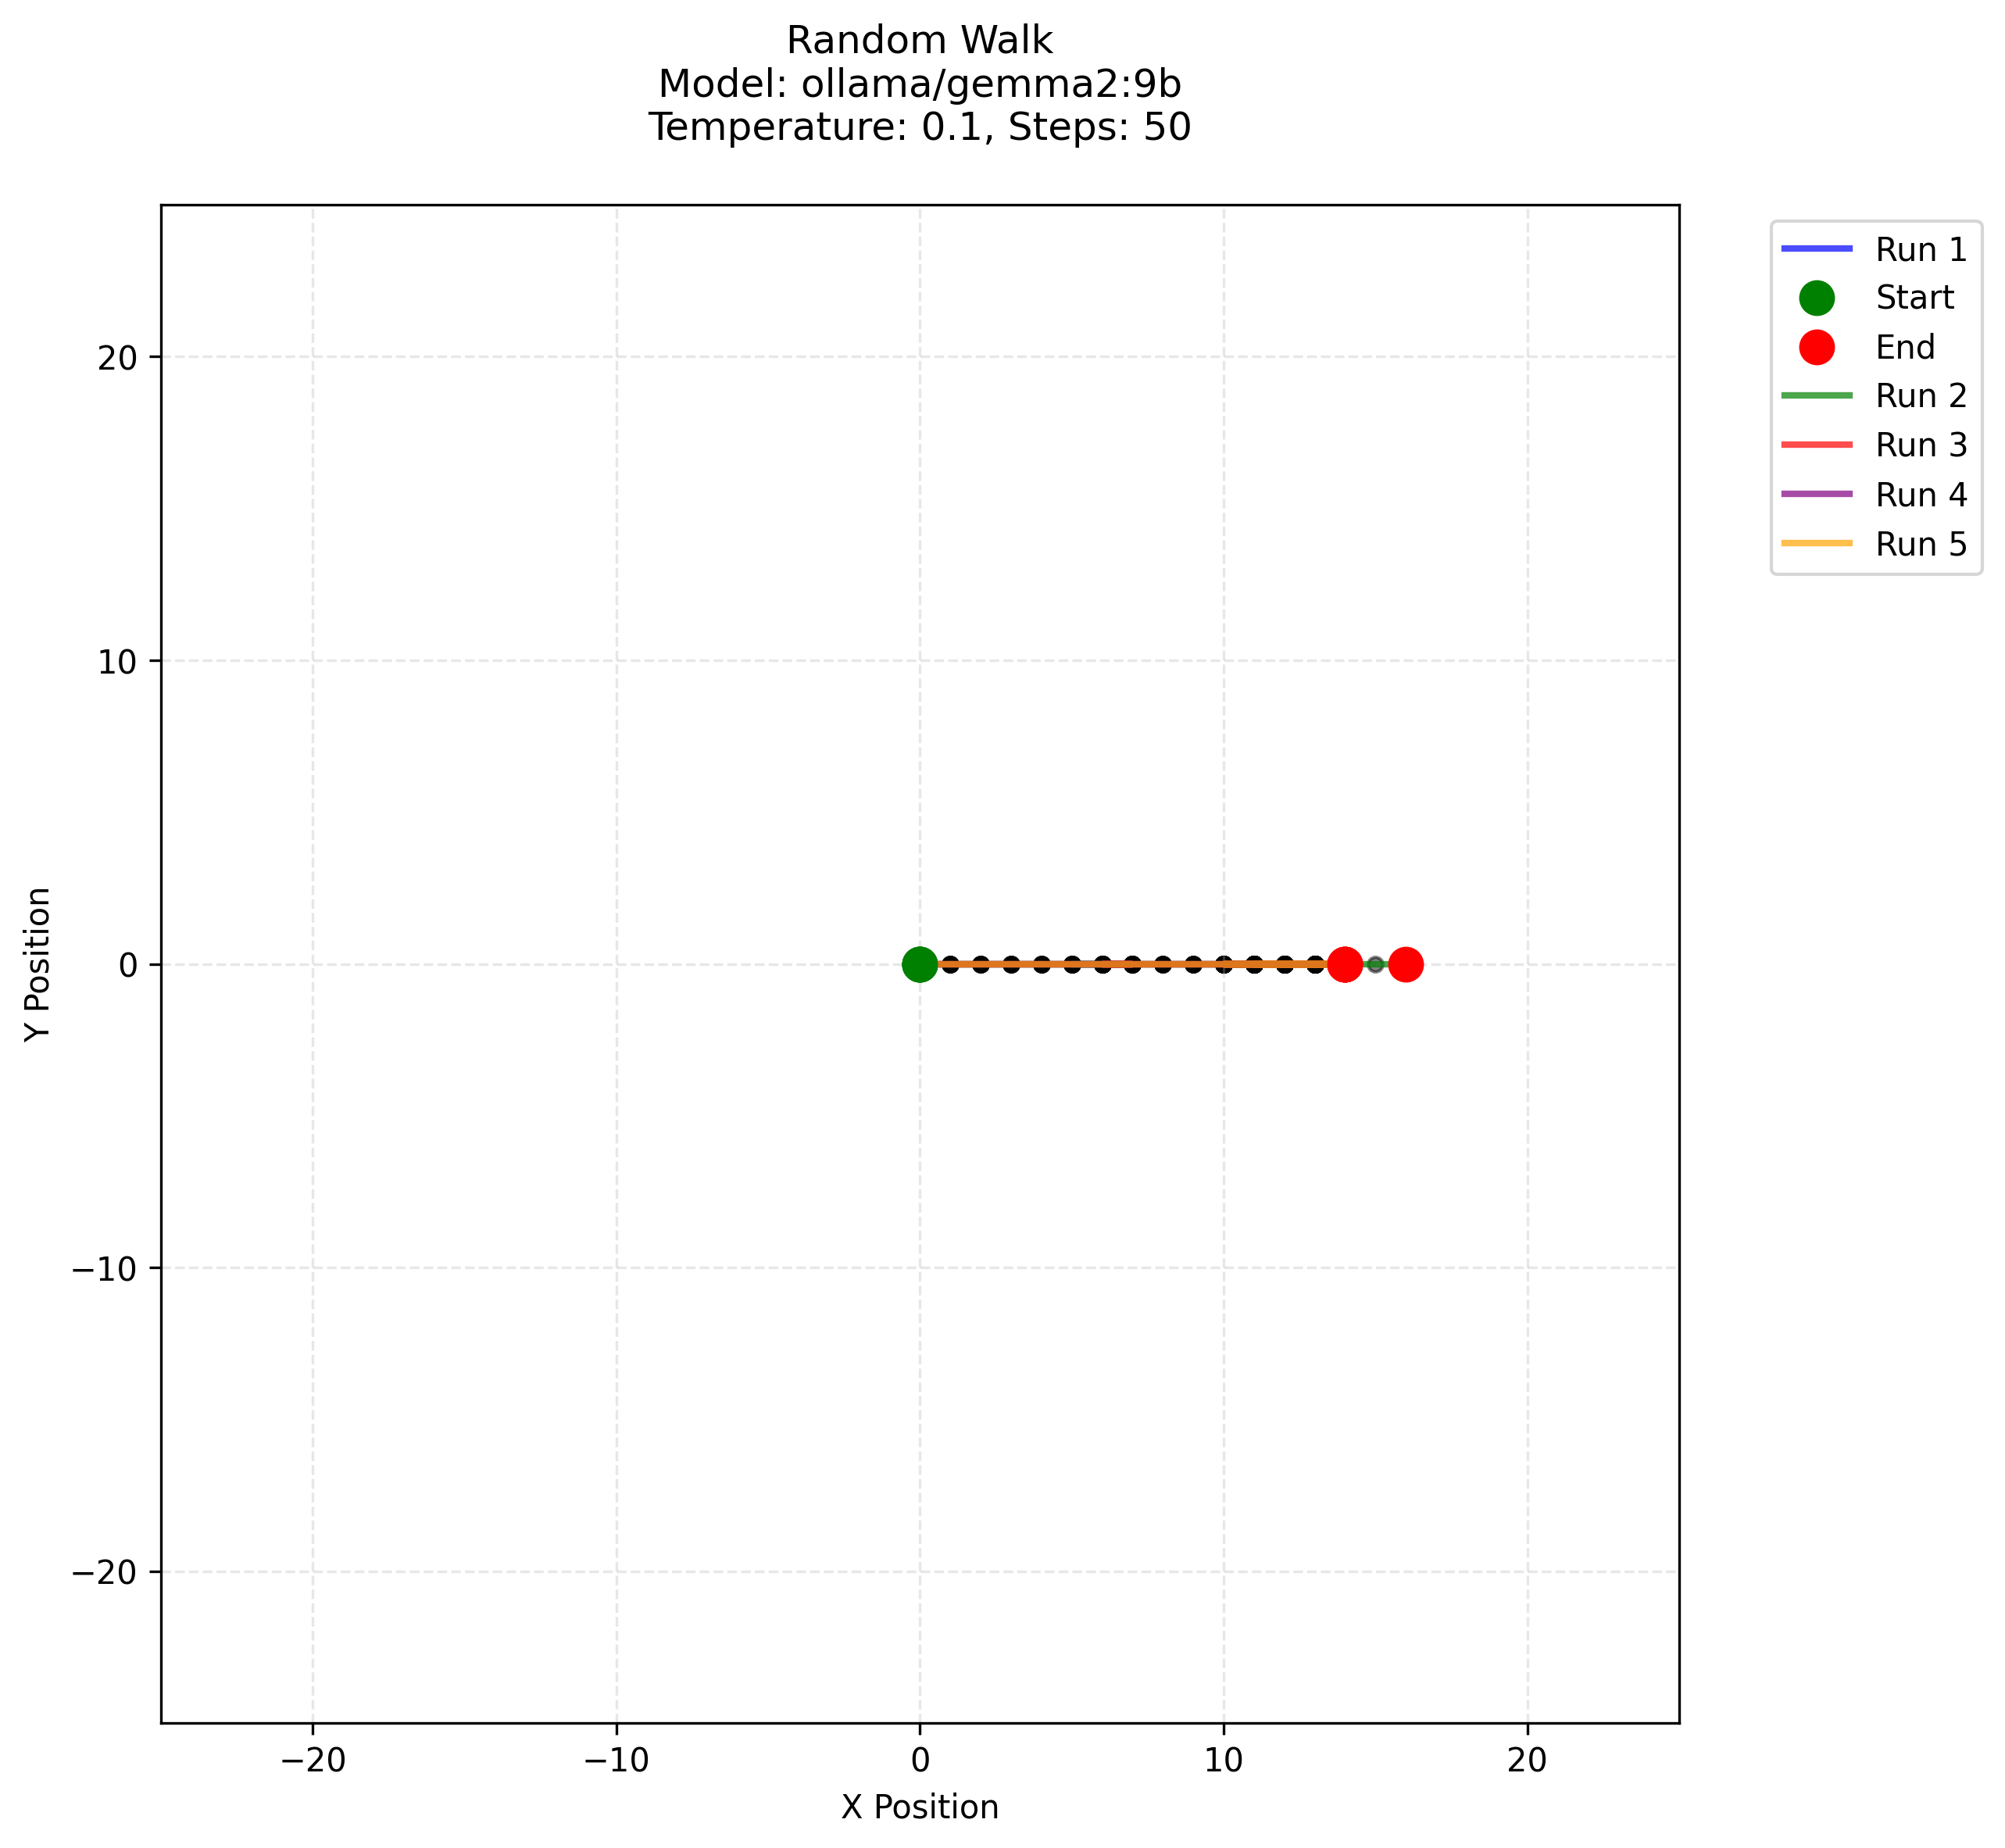 Random Walk
Model: ollama/gemma2:9b
Temperature: 0.1, Steps: 50
Run 1
Start
End
Run 2
Run 3
Run 4
Run 5
Y Position
20
10
0
−10
−20
−20
−10
0
10
20
X Position